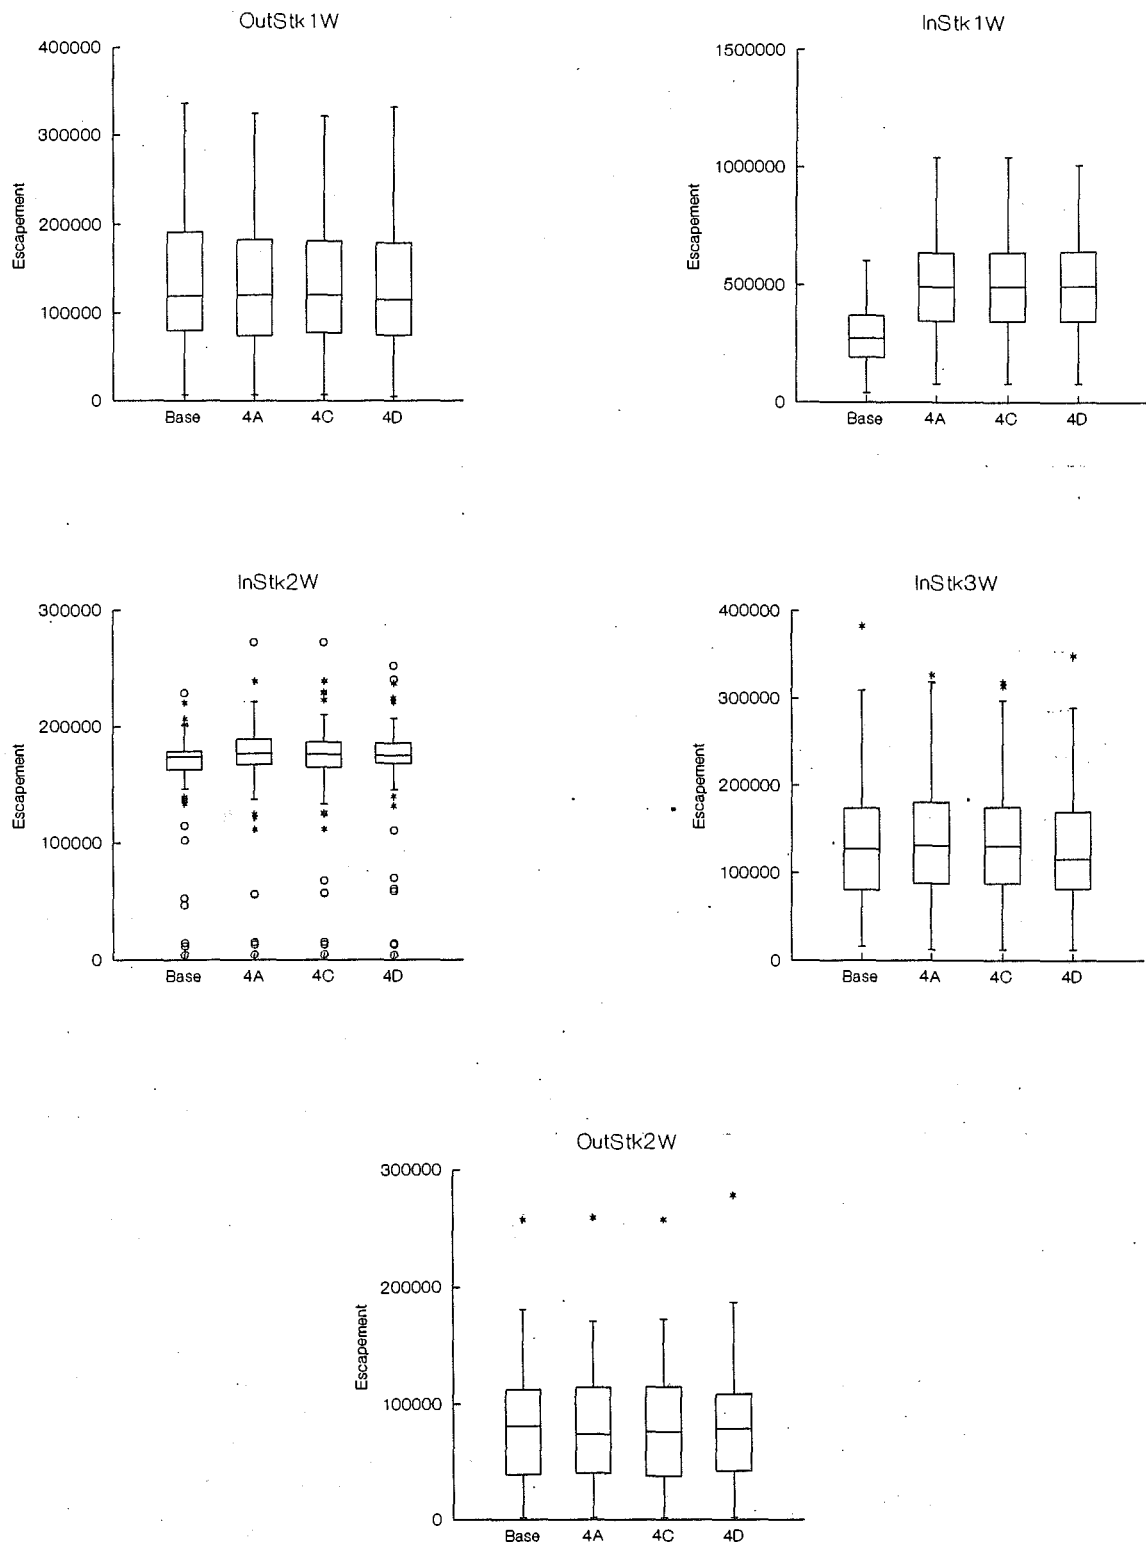 OutStk1W
400000
300000
200000
100000
0
Escapement
Base 4A 4C 4D
InStk1W
1500000
1000000
500000
0
Escapement
Base 4A 4C 4D
InStk2W
300000
200000
100000
0
Escapement
Base 4A 4C 4D
InStk3W
400000
300000
200000
100000
0
Escapement
Base 4A 4C 4D
OutStk2W
300000
200000
100000
0
Escapement
Base 4A 4C 4D